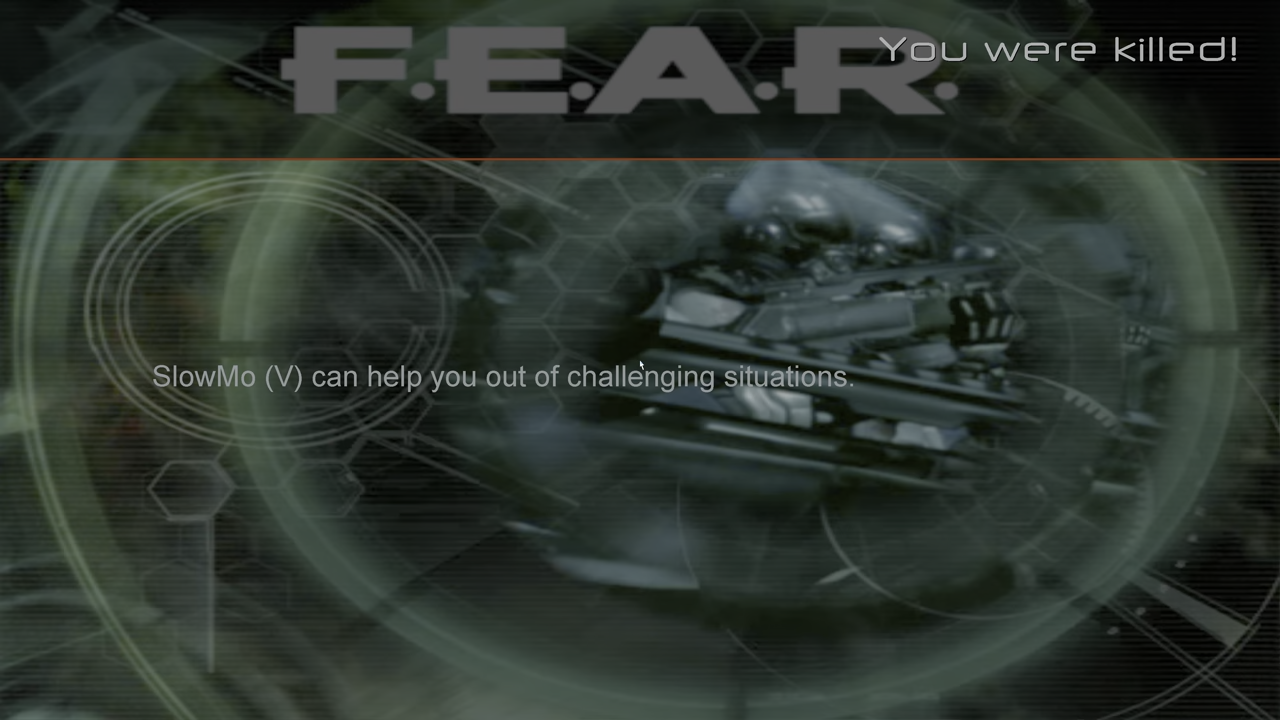 F.E.A.R.
You were killed!
SlowMo (V) can help you out of challenging situations.